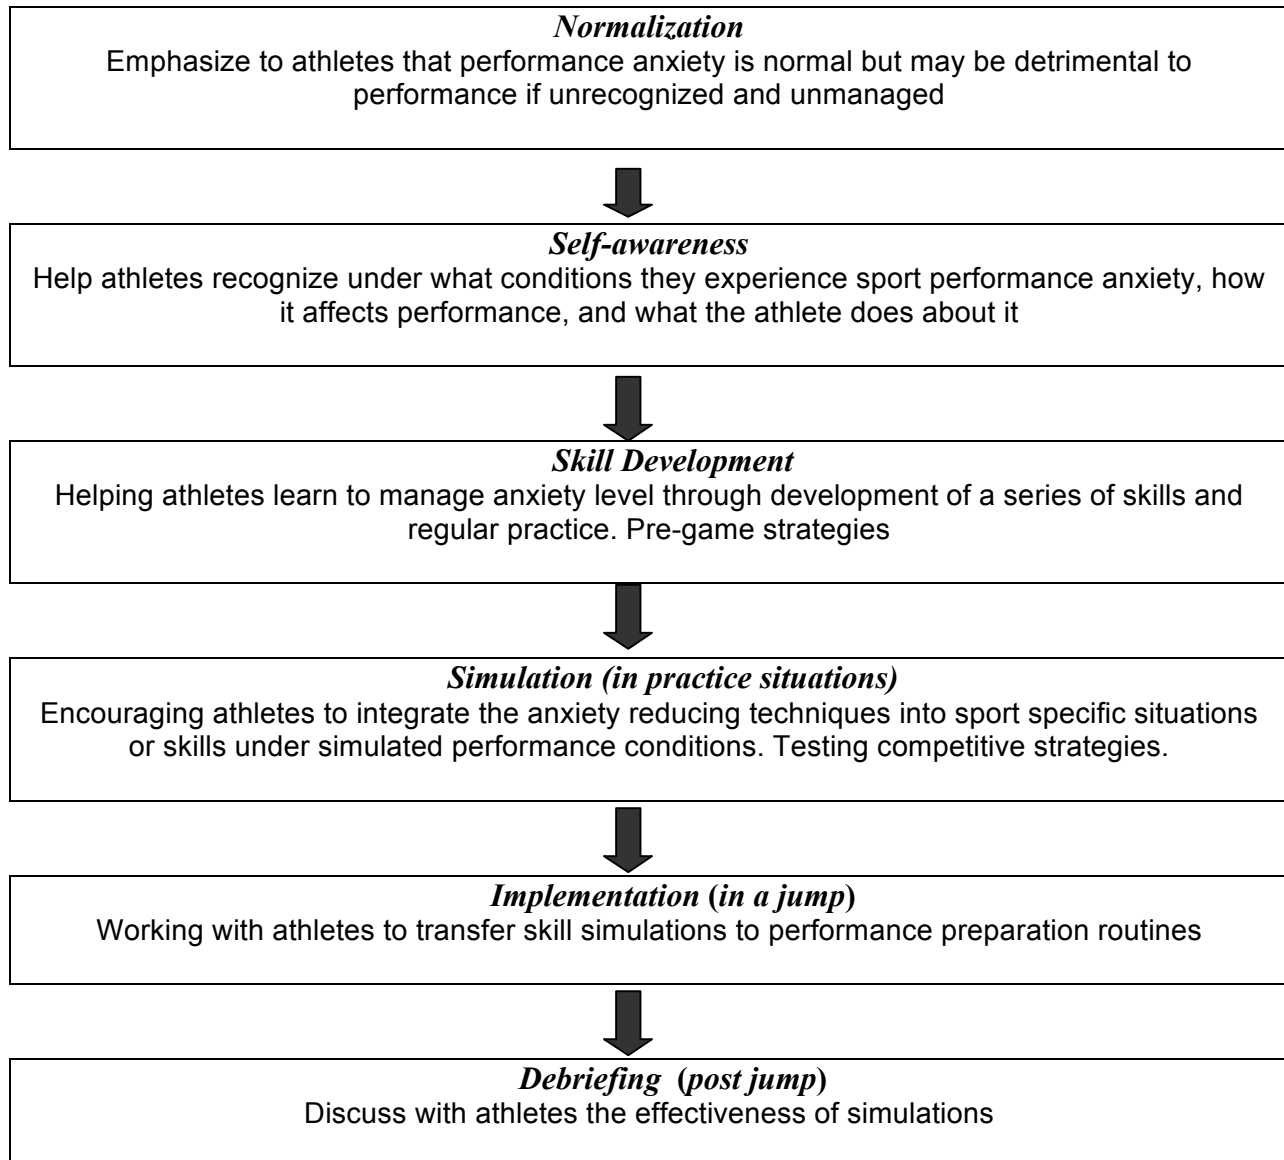 Normalization
Emphasize to athletes that performance anxiety is normal but may be detrimental to
performance if unrecognized and unmanaged
Self-awareness
Help athletes recognize under what conditions they experience sport performance anxiety, how
it affects performance, and what the athlete does about it
Skill Development
Helping athletes learn to manage anxiety level through development of a series of skills and
regular practice. Pre-game strategies
Simulation (in practice situations)
Encouraging athletes to integrate the anxiety reducing techniques into sport specific situations
or skills under simulated performance conditions. Testing competitive strategies.
Implementation (in a jump)
Working with athletes to transfer skill simulations to performance preparation routines
Debriefing (post jump)
Discuss with athletes the effectiveness of simulations